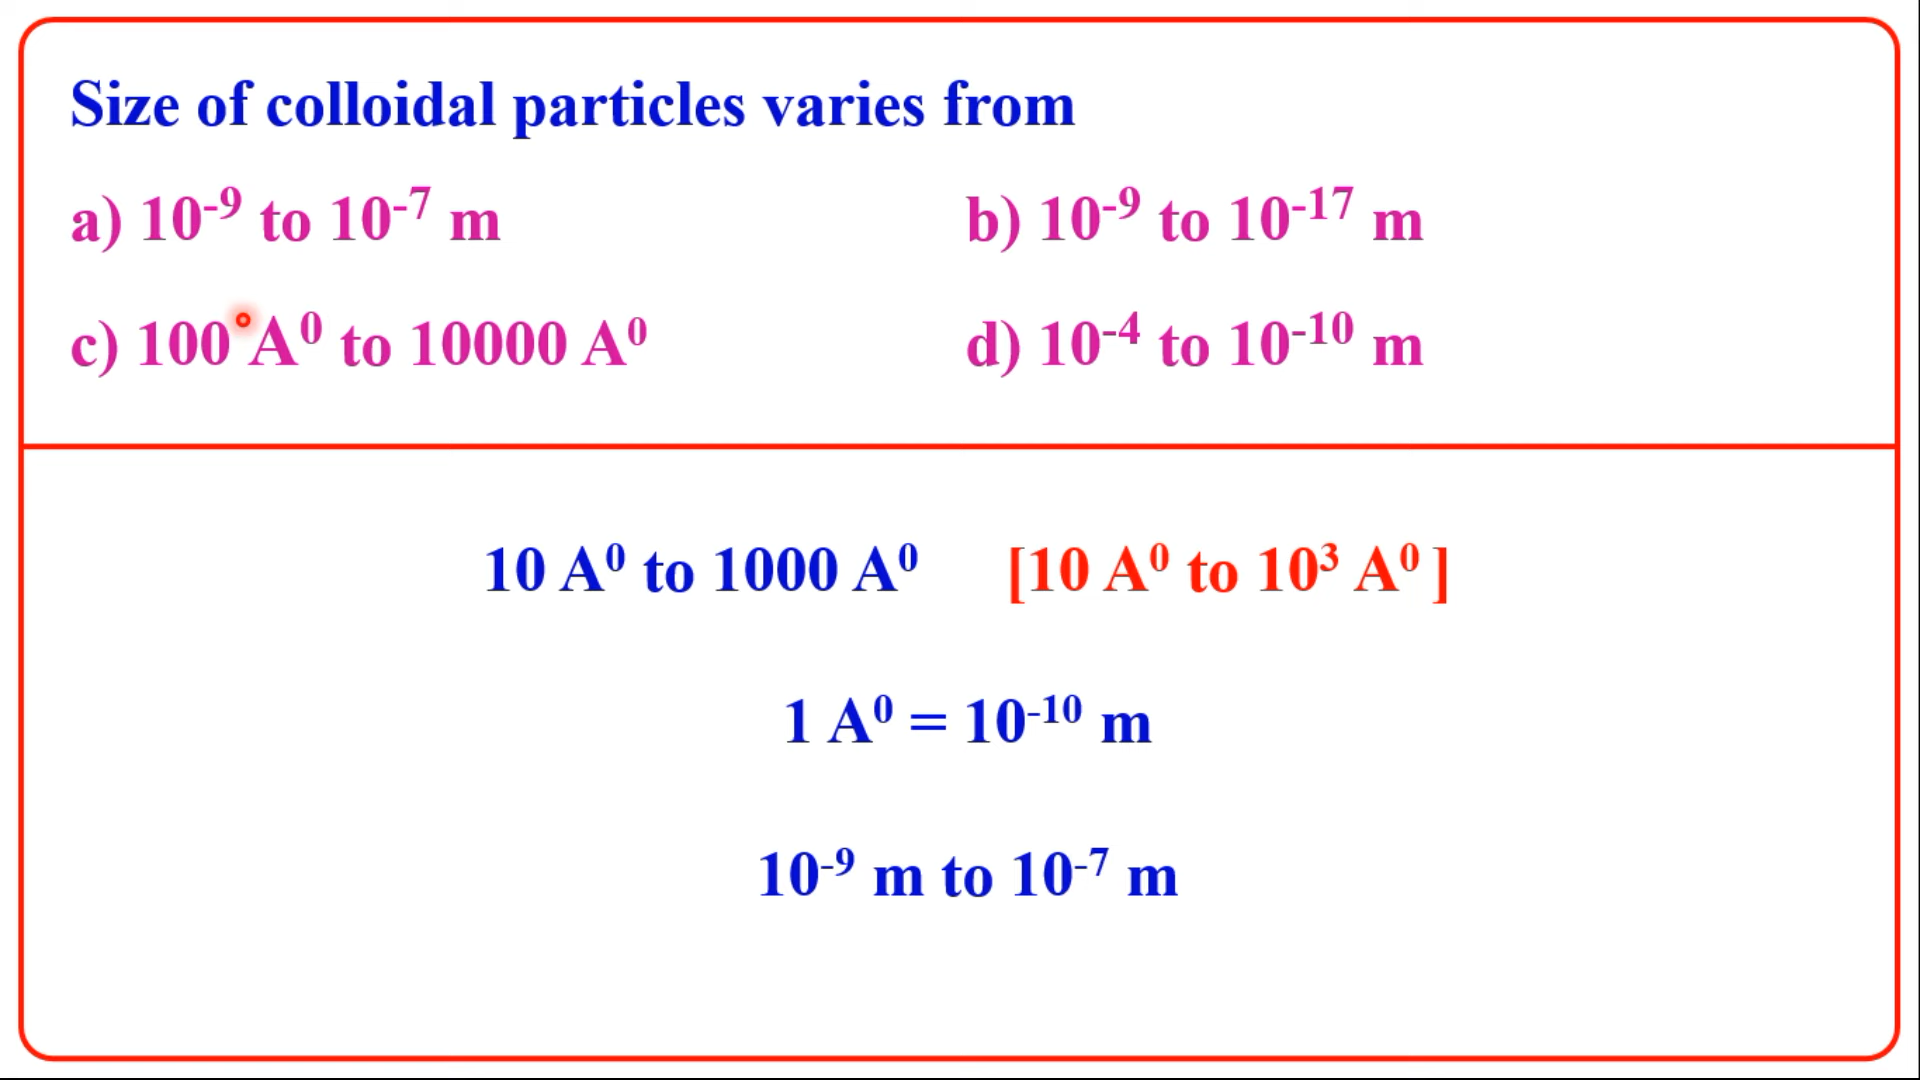 Size of colloidal particles varies from
a) 10⁻⁹ to 10⁻⁷ m b) 10⁻⁹ to 10⁻¹⁷ m
c) 100 A⁰ to 10000 A⁰ d) 10⁻⁴ to 10⁻¹⁰ m
10 A⁰ to 1000 A⁰ [10 A⁰ to 10³ A⁰ ]
1 A⁰ = 10⁻¹⁰ m
10⁻⁹ m to 10⁻⁷ m